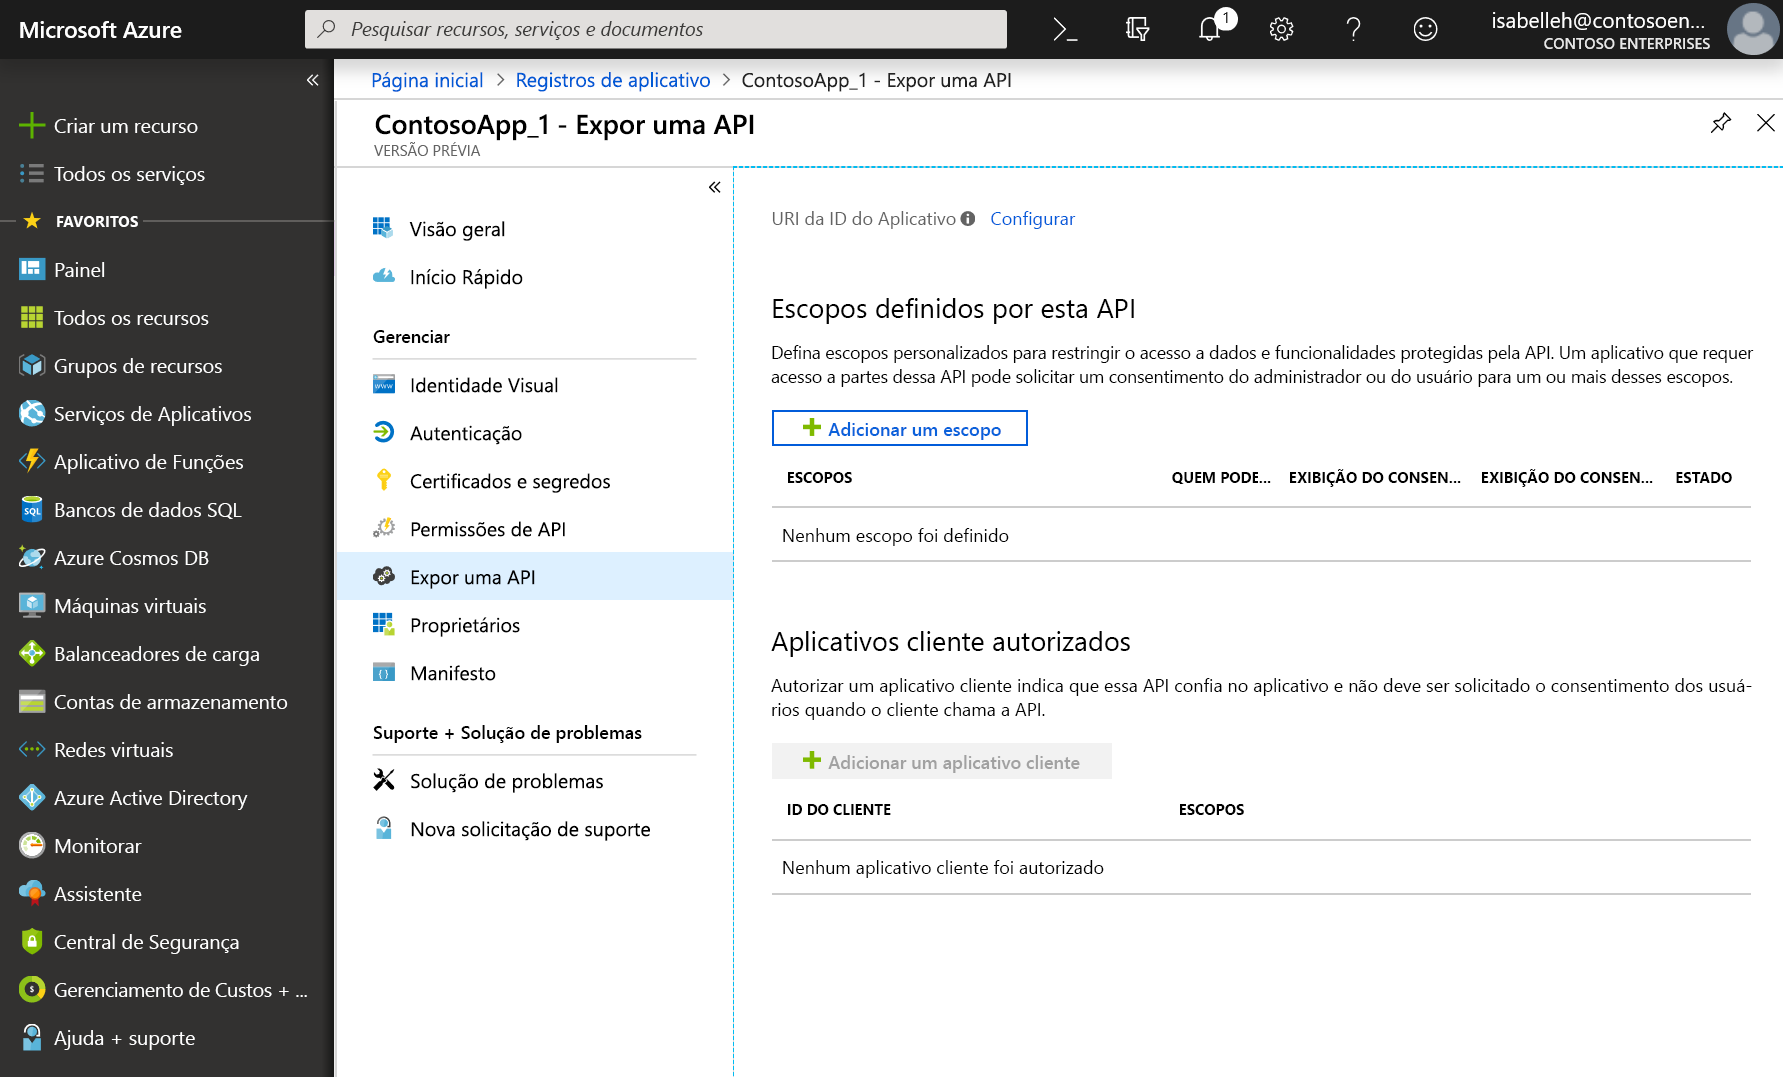 Microsoft Azure
Pesquisar recursos, serviços e documentos
1
isabelleh@contosoen...
CONTOSO ENTERPRISES
Página inicial > Registros de aplicativo > ContosoApp_1 - Expor uma API
ContosoApp_1 - Expor uma API
VERSÃO PRÉVIA
Criar um recurso
Todos os serviços
FAVORITOS
Painel
Todos os recursos
Grupos de recursos
Serviços de Aplicativos
Aplicativo de Funções
Bancos de dados SQL
Azure Cosmos DB
Máquinas virtuais
Balanceadores de carga
Contas de armazenamento
Redes virtuais
Azure Active Directory
Monitorar
Assistente
Central de Segurança
Gerenciamento de Custos + ...
Ajuda + suporte
Visão geral
Início Rápido
Gerenciar
Identidade Visual
Autenticação
Certificados e segredos
Permissões de API
Expor uma API
Proprietários
Manifesto
Suporte + Solução de problemas
Solução de problemas
Nova solicitação de suporte
URI da ID do Aplicativo Configurar
Escopos definidos por esta API
Defina escopos personalizados para restringir o acesso a dados e funcionalidades protegidas pela API. Um aplicativo que requer
acesso a partes dessa API pode solicitar um consentimento do administrador ou do usuário para um ou mais desses escopos.
Adicionar um escopo
ESCOPOS QUEM PODE... EXIBIÇÃO DO CONSEN... EXIBIÇÃO DO CONSEN... ESTADO
Nenhum escopo foi definido
Aplicativos cliente autorizados
Autorizar um aplicativo cliente indica que essa API confia no aplicativo e não deve ser solicitado o consentimento dos usuá-
rios quando o cliente chama a API.
Adicionar um aplicativo cliente
ID DO CLIENTE ESCOPOS
Nenhum aplicativo cliente foi autorizado